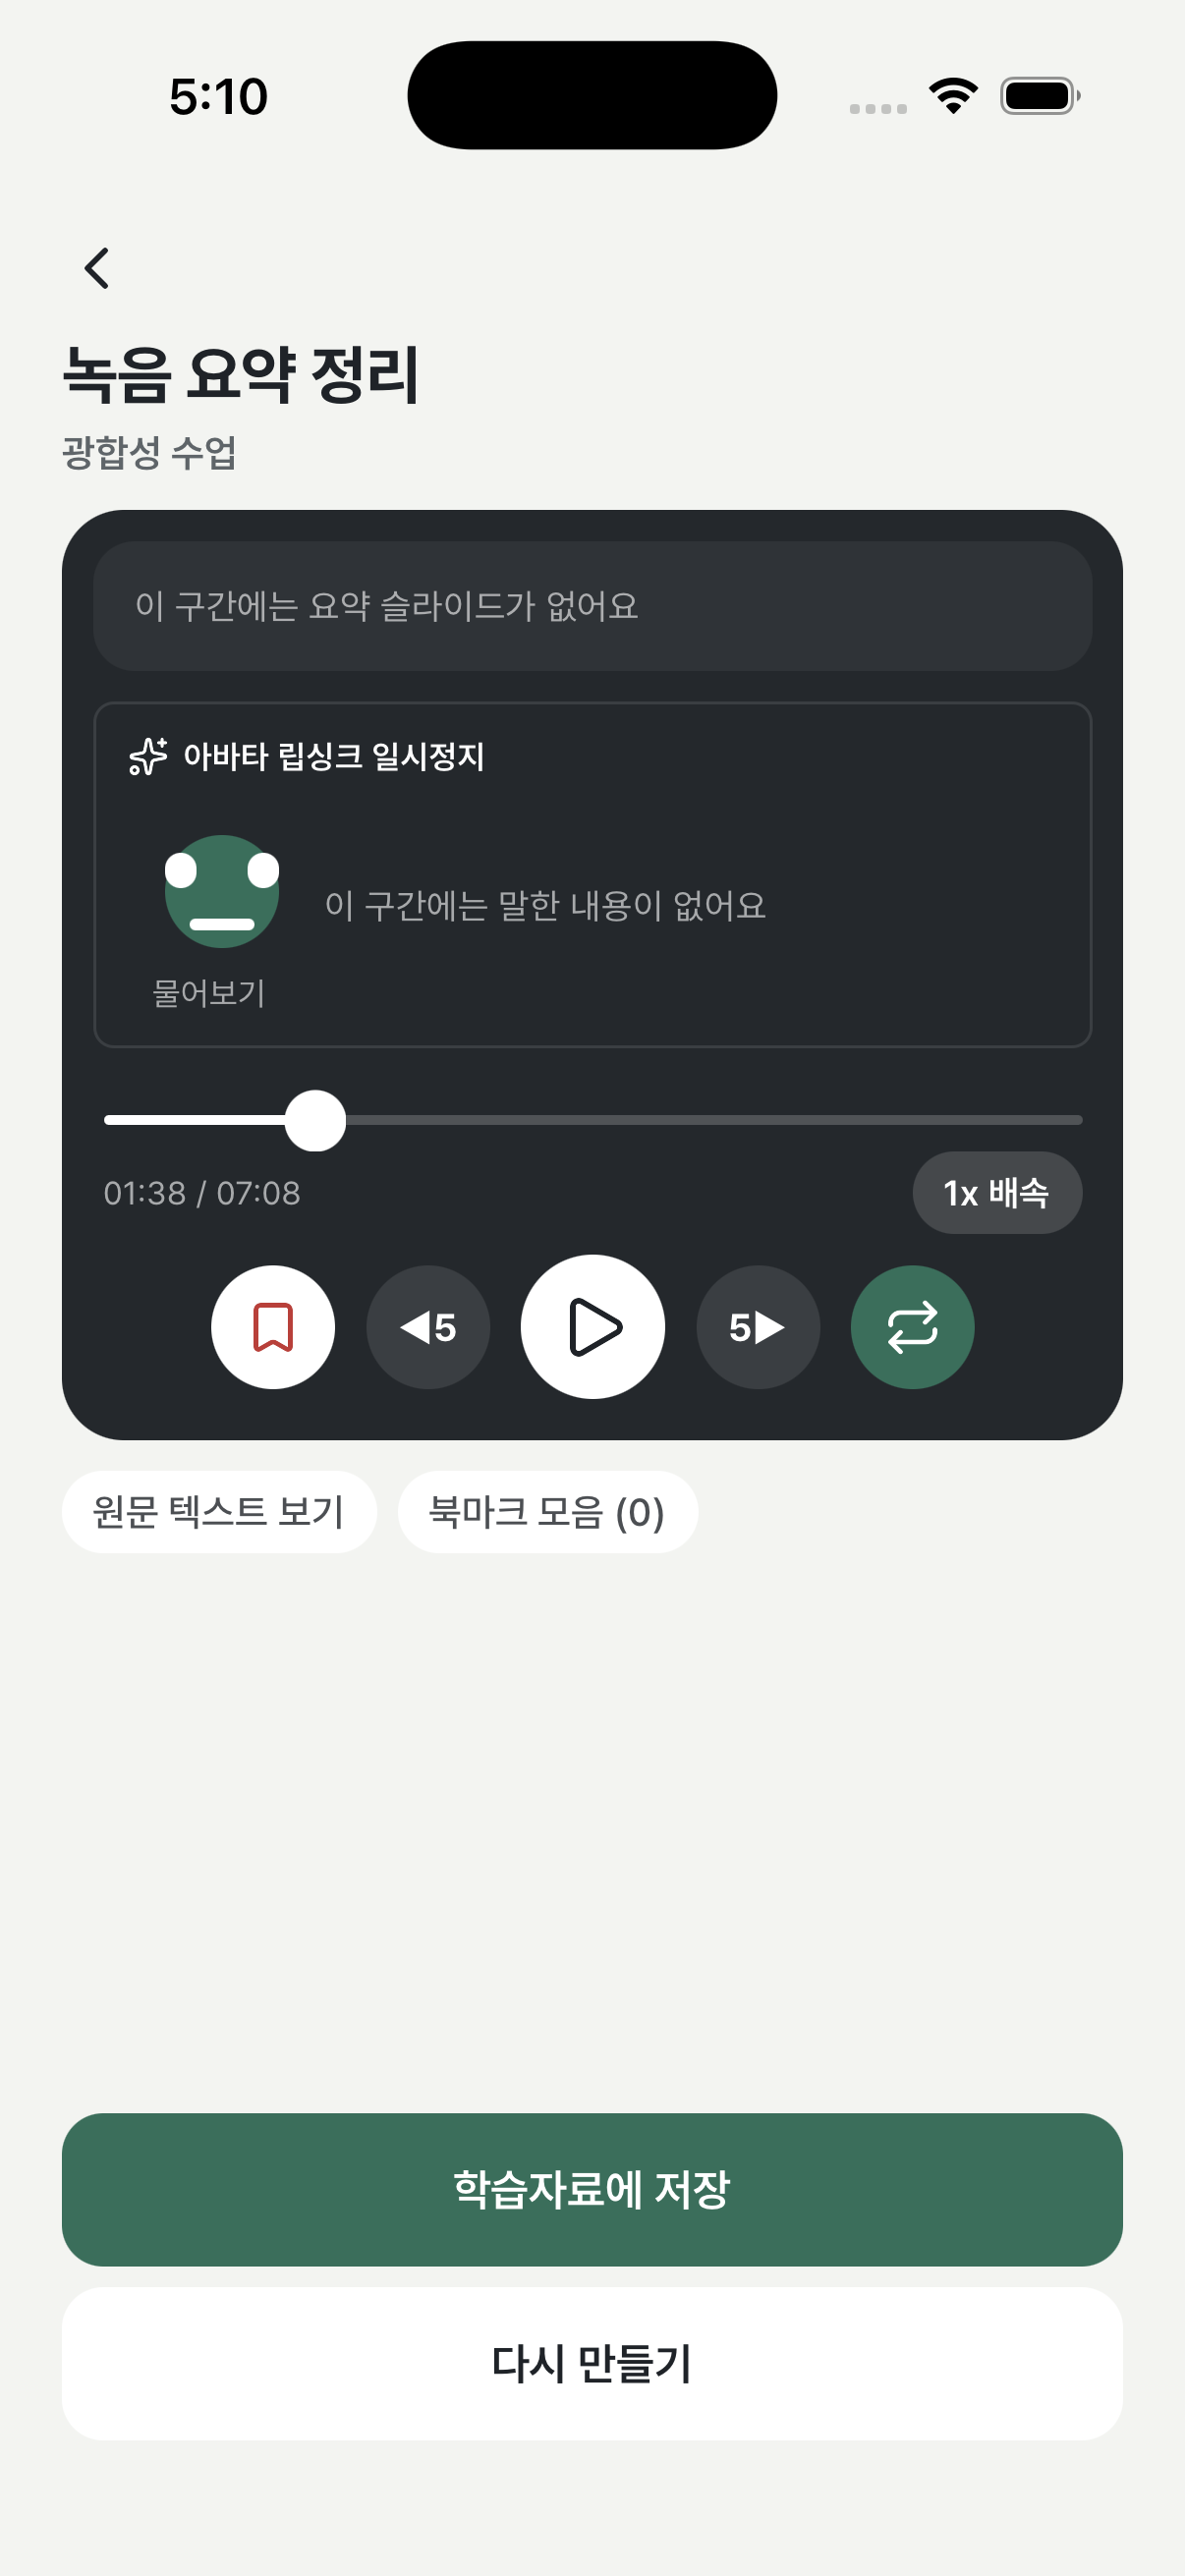 5:10
녹음 요약 정리
광합성 수업
이 구간에는 요약 슬라이드가 없어요
아바타 립싱크 일시정지
이 구간에는 말한 내용이 없어요
물어보기
01:38 / 07:08
1x 배속
◀5
5▶
원문 텍스트 보기
북마크 모음 (0)
학습자료에 저장
다시 만들기